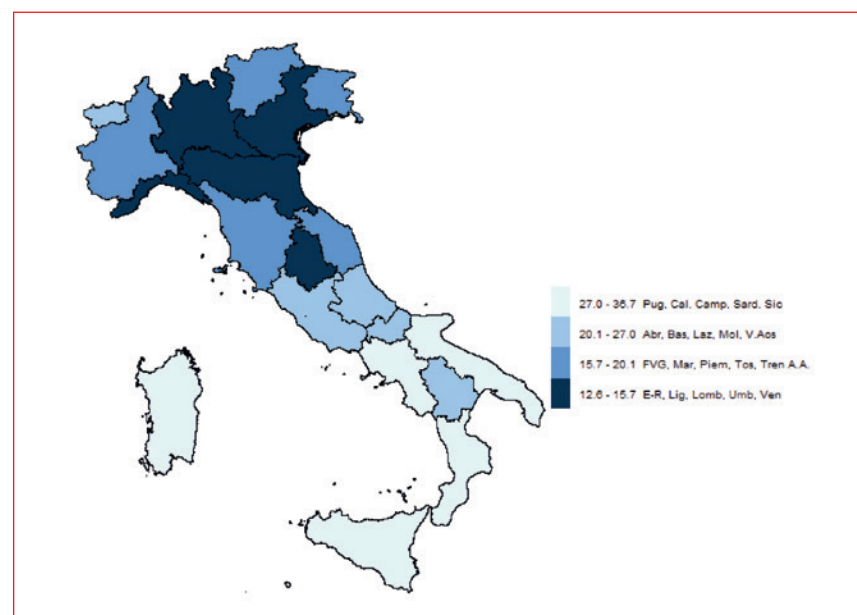 27.0 - 36.7 Pug, Cal. Camp, Sard. Sic
20.1 - 27.0 Abr, Bas, Laz, Mol, V.Aos
15.7 - 20.1 FVG, Mar, Piem, Tos, Tren A.A.
12.6 - 15.7 E-R, Lig, Lomb, Umb, Ven